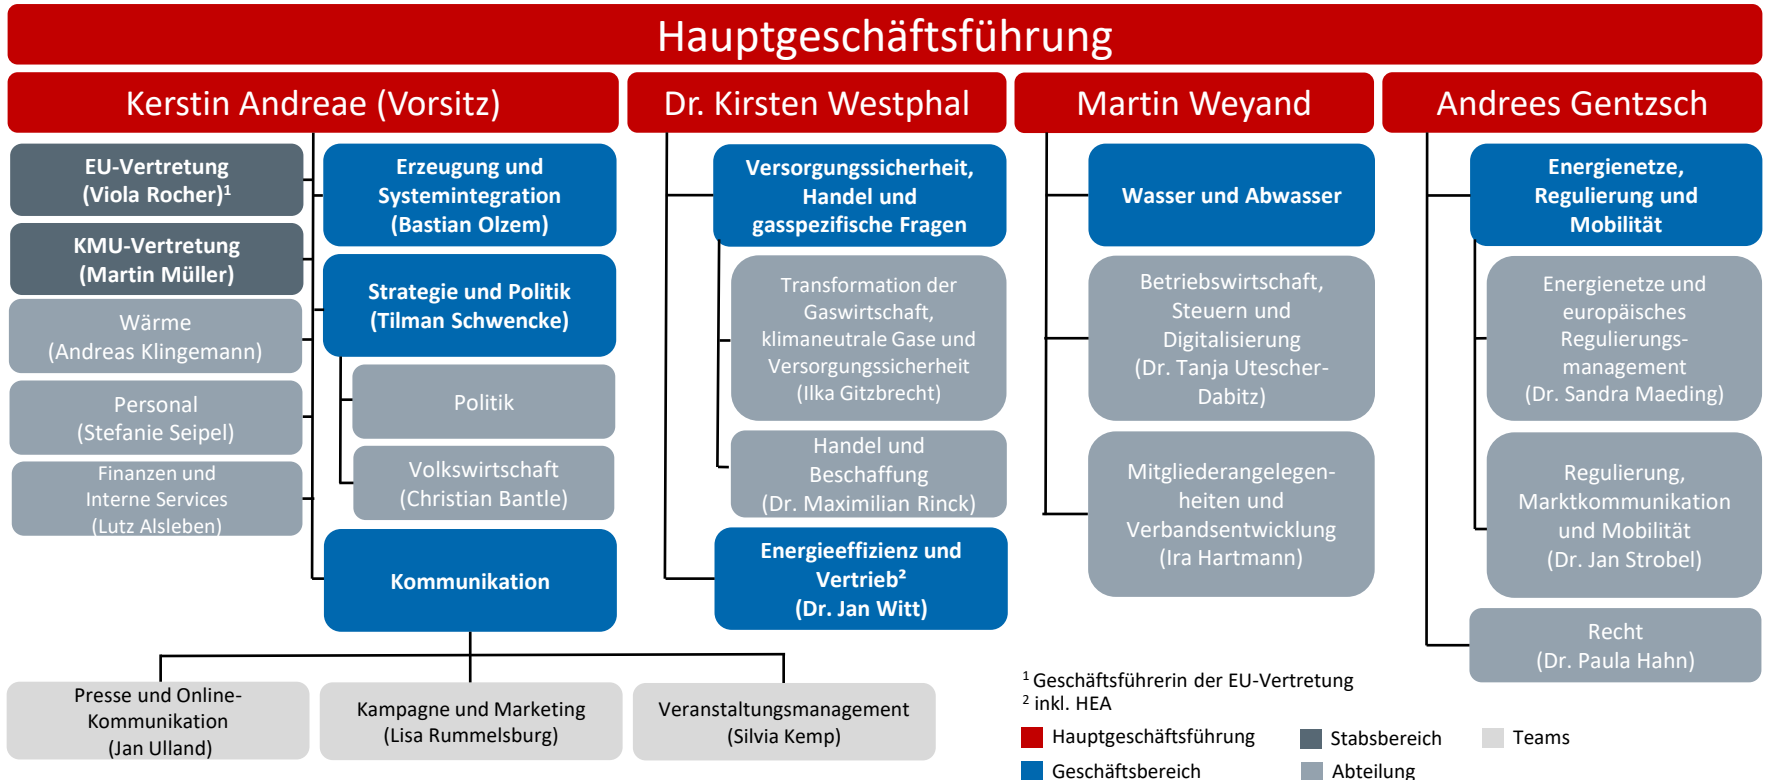 Hauptgeschäftsführung
Kerstin Andreae (Vorsitz)
EU-Vertretung
(Viola Rocher)¹
KMU-Vertretung
(Martin Müller)
Wärme
(Andreas Klingemann)
Personal
(Stefanie Seipel)
Finanzen und
Interne Services
(Lutz Alsleben)
Erzeugung und
Systemintegration
(Bastian Olzem)
Strategie und Politik
(Tilman Schwencke)
Politik
Volkswirtschaft
(Christian Bantle)
Kommunikation
Presse und Online-
Kommunikation
(Jan Ulland)
Kampagne und Marketing
(Lisa Rummelsburg)
Veranstaltungsmanagement
(Silvia Kemp)
Dr. Kirsten Westphal
Versorgungssicherheit,
Handel und
gasspezifische Fragen
Transformation der
Gaswirtschaft,
klimaneutrale Gase und
Versorgungssicherheit
(Ilka Gitzbrecht)
Handel und
Beschaffung
(Dr. Maximilian Rinck)
Energieeffizienz und
Vertrieb²
(Dr. Jan Witt)
Martin Weyand
Wasser und Abwasser
Betriebswirtschaft,
Steuern und
Digitalisierung
(Dr. Tanja Utescher-
Dabitz)
Mitgliederangelegen-
heiten und
Verbandsentwicklung
(Ira Hartmann)
Andrees Gentzsch
Energienetze,
Regulierung und
Mobilität
Energienetze und
europäisches
Regulierungs-
management
(Dr. Sandra Maeding)
Regulierung,
Marktkommunikation
und Mobilität
(Dr. Jan Strobel)
Recht
(Dr. Paula Hahn)
¹ Geschäftsführerin der EU-Vertretung
² inkl. HEA
Hauptgeschäftsführung
Stabsbereich
Teams
Geschäftsbereich
Abteilung